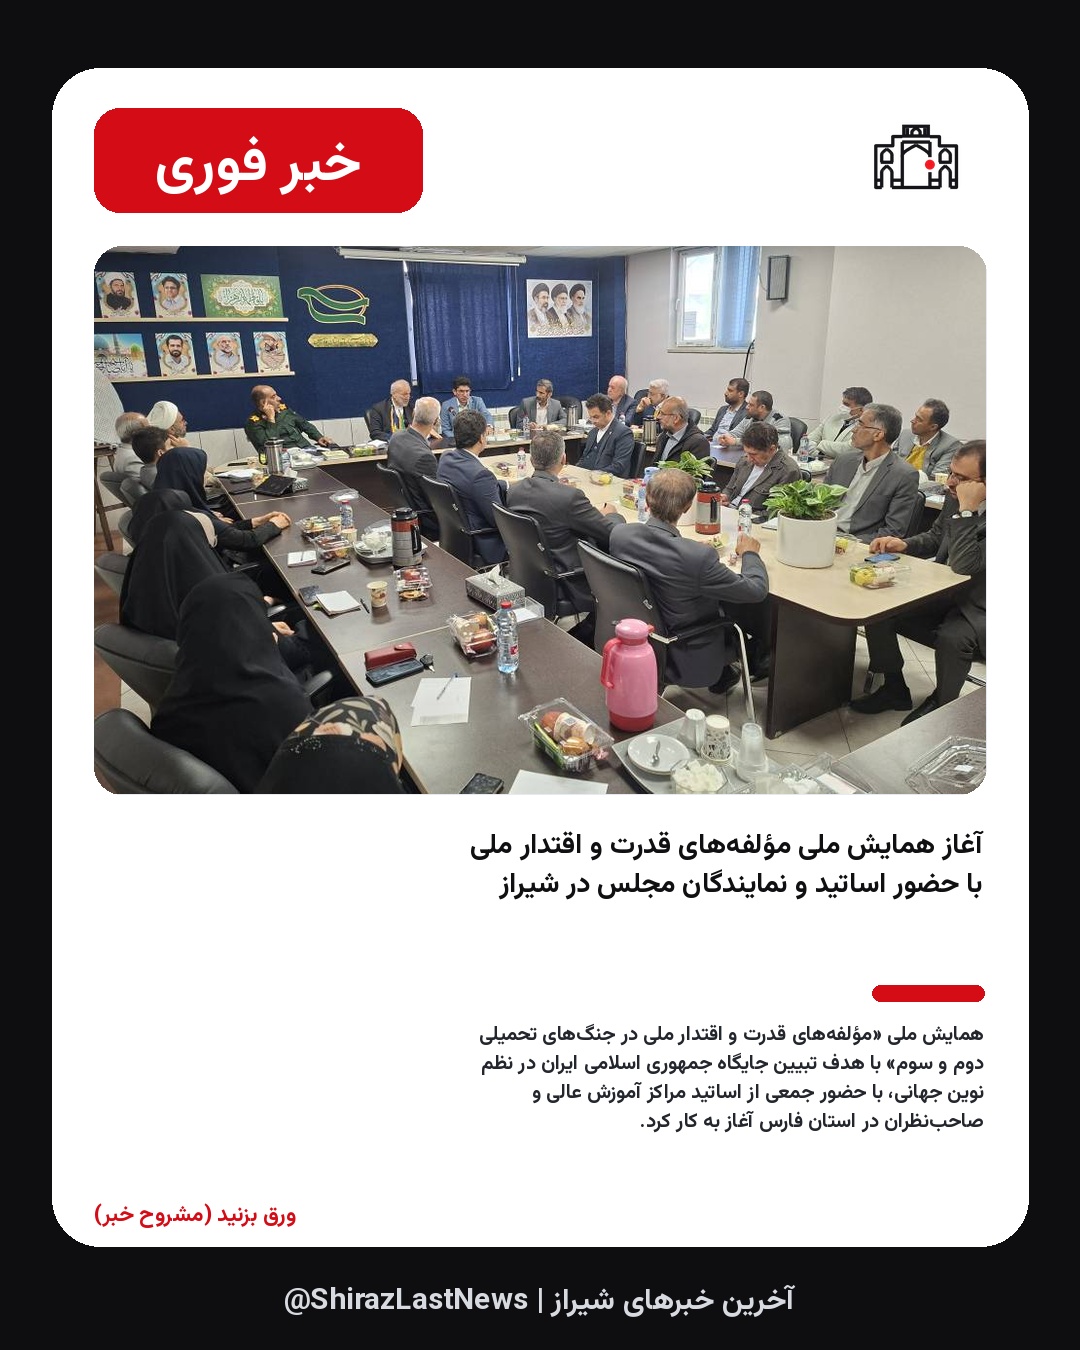 خبر فوری
آغاز همایش ملی مؤلفه‌های قدرت و اقتدار ملی
با حضور اساتید و نمایندگان مجلس در شیراز
همایش ملی «مؤلفه‌های قدرت و اقتدار ملی در جنگ‌های تحمیلی
دوم و سوم» با هدف تبیین جایگاه جمهوری اسلامی ایران در نظم
نوین جهانی، با حضور جمعی از اساتید مراکز آموزش عالی و
صاحب‌نظران در استان فارس آغاز به کار کرد.
ورق بزنید (مشروح خبر)
آخرین خبرهای شیراز | @ShirazLastNews